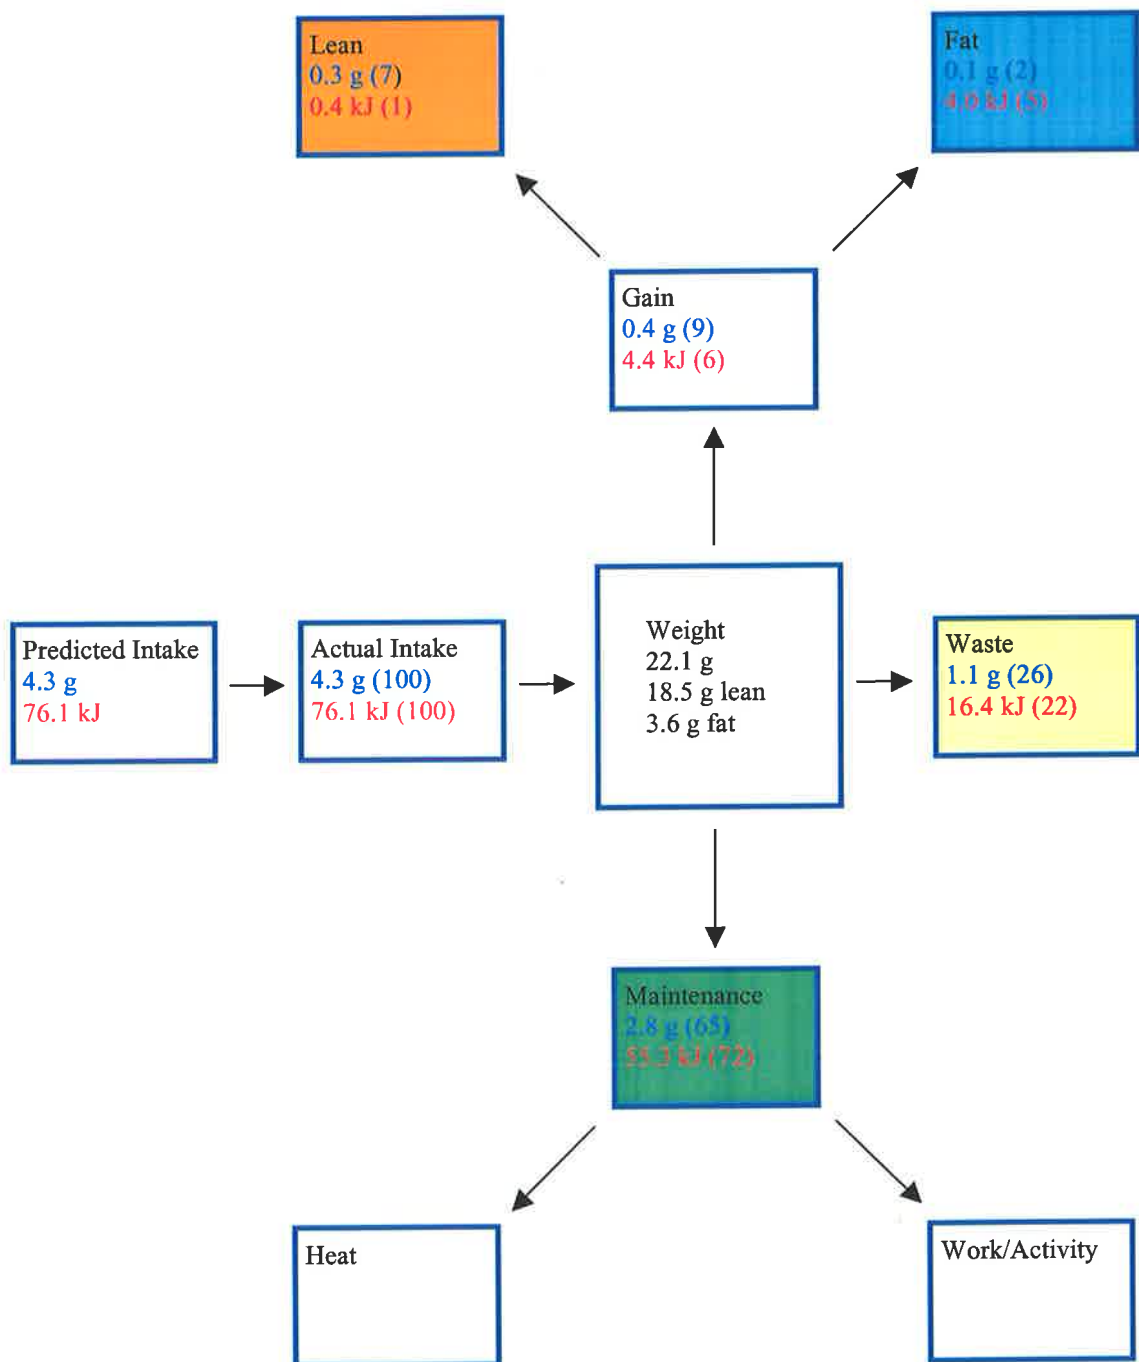 Lean
0.3 g (7)
0.4 kJ (1)
Fat
0.1 g (2)
4.0 kJ (5)
Gain
0.4 g (9)
4.4 kJ (6)
Predicted Intake
4.3 g
76.1 kJ
Actual Intake
4.3 g (100)
76.1 kJ (100)
Weight
22.1 g
18.5 g lean
3.6 g fat
Waste
1.1 g (26)
16.4 kJ (22)
Maintenance
2.8 g (65)
55.3 kJ (72)
Heat
Work/Activity